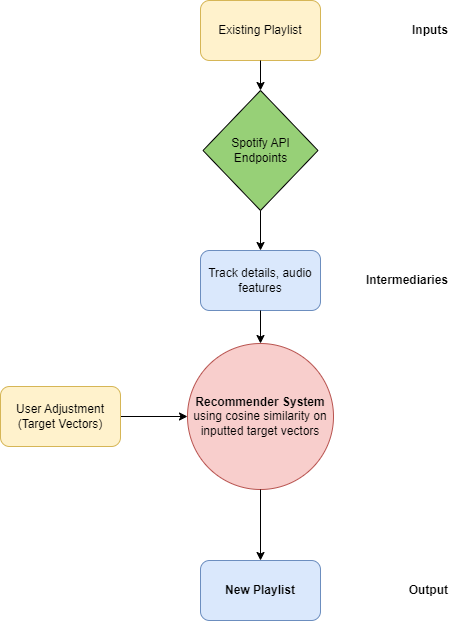 Existing Playlist
Inputs
Spotify API
Endpoints
Track details, audio
features
Intermediaries
Recommender System
using cosine similarity on
inputted target vectors
User Adjustment
(Target Vectors)
New Playlist
Output